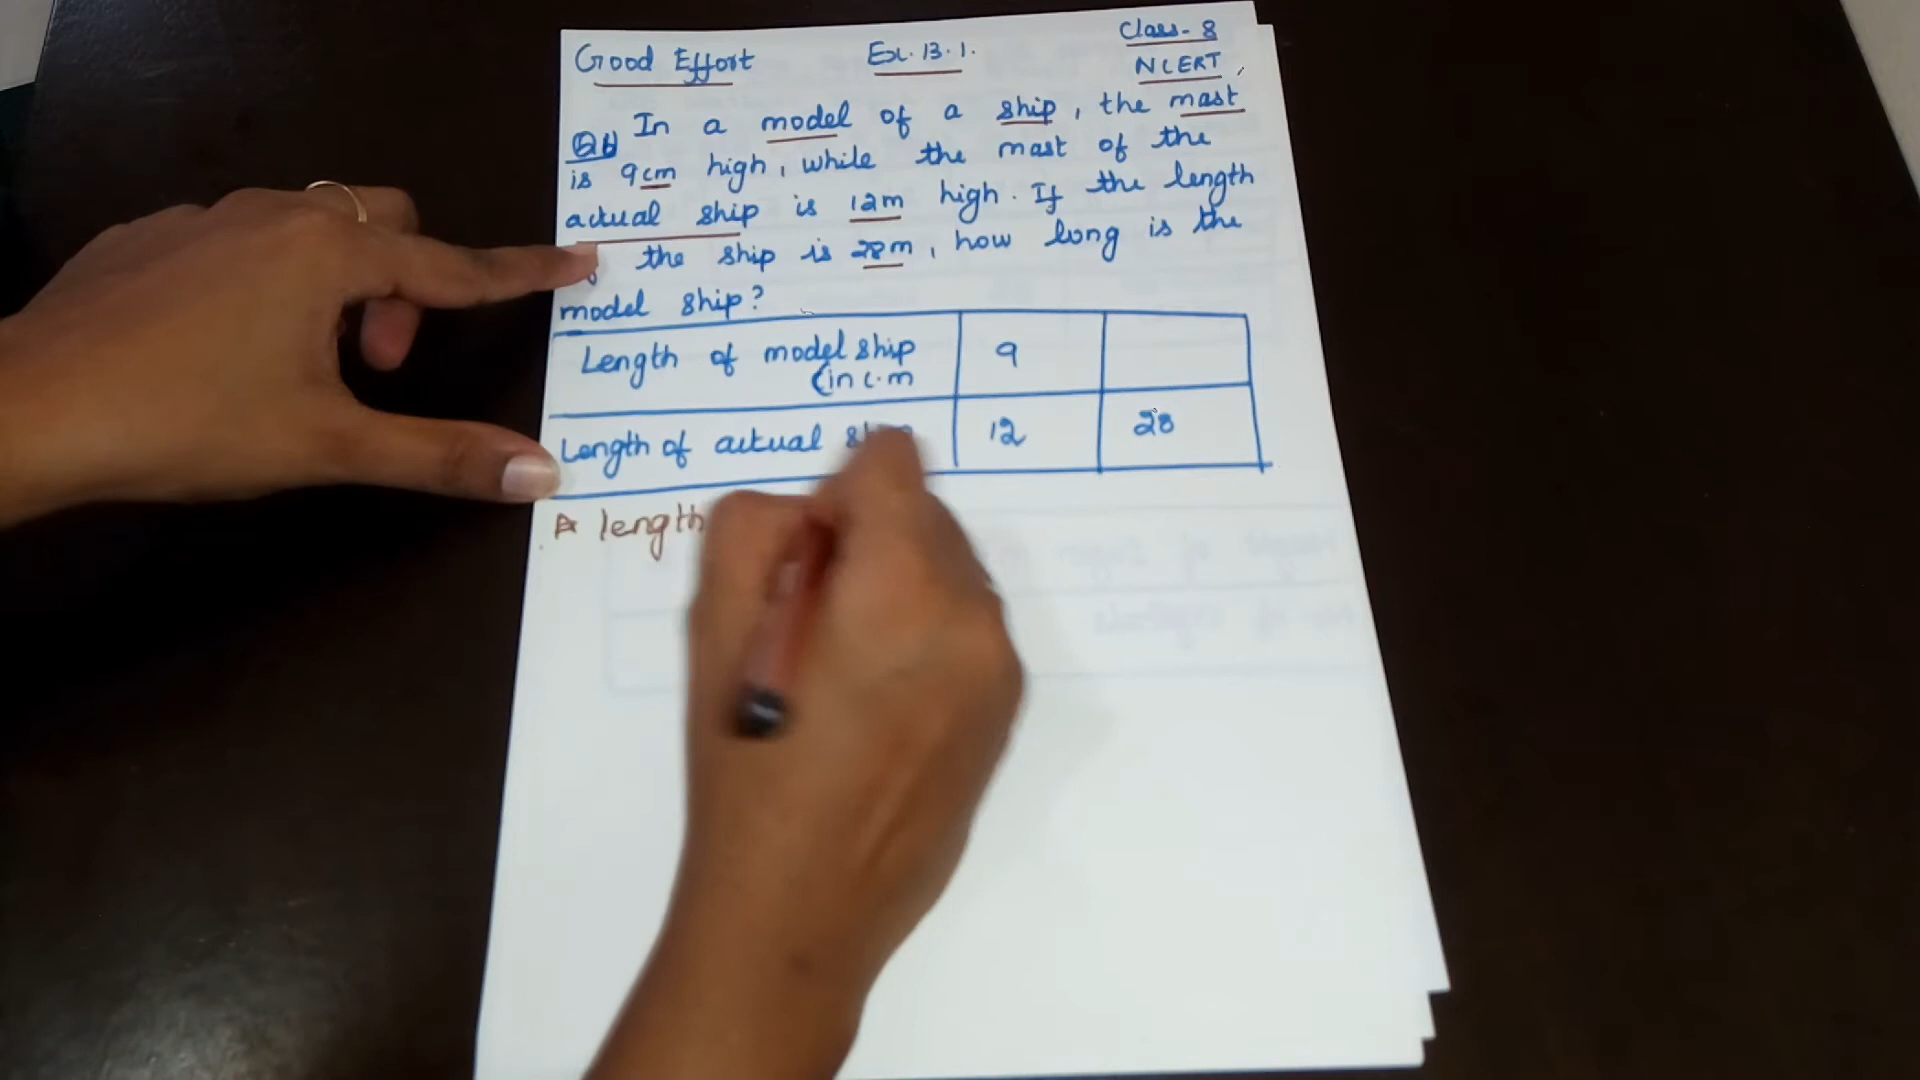 Good Effort Ex. 13.1. Class-8
NCERT
Q6 In a model of a ship, the mast
is 9cm high, while the mast of the
actual ship is 12m high. If the length
the ship is 28m, how long is the
model ship?
Length of model ship 9
(in c.m
Length of actual 12 28
length